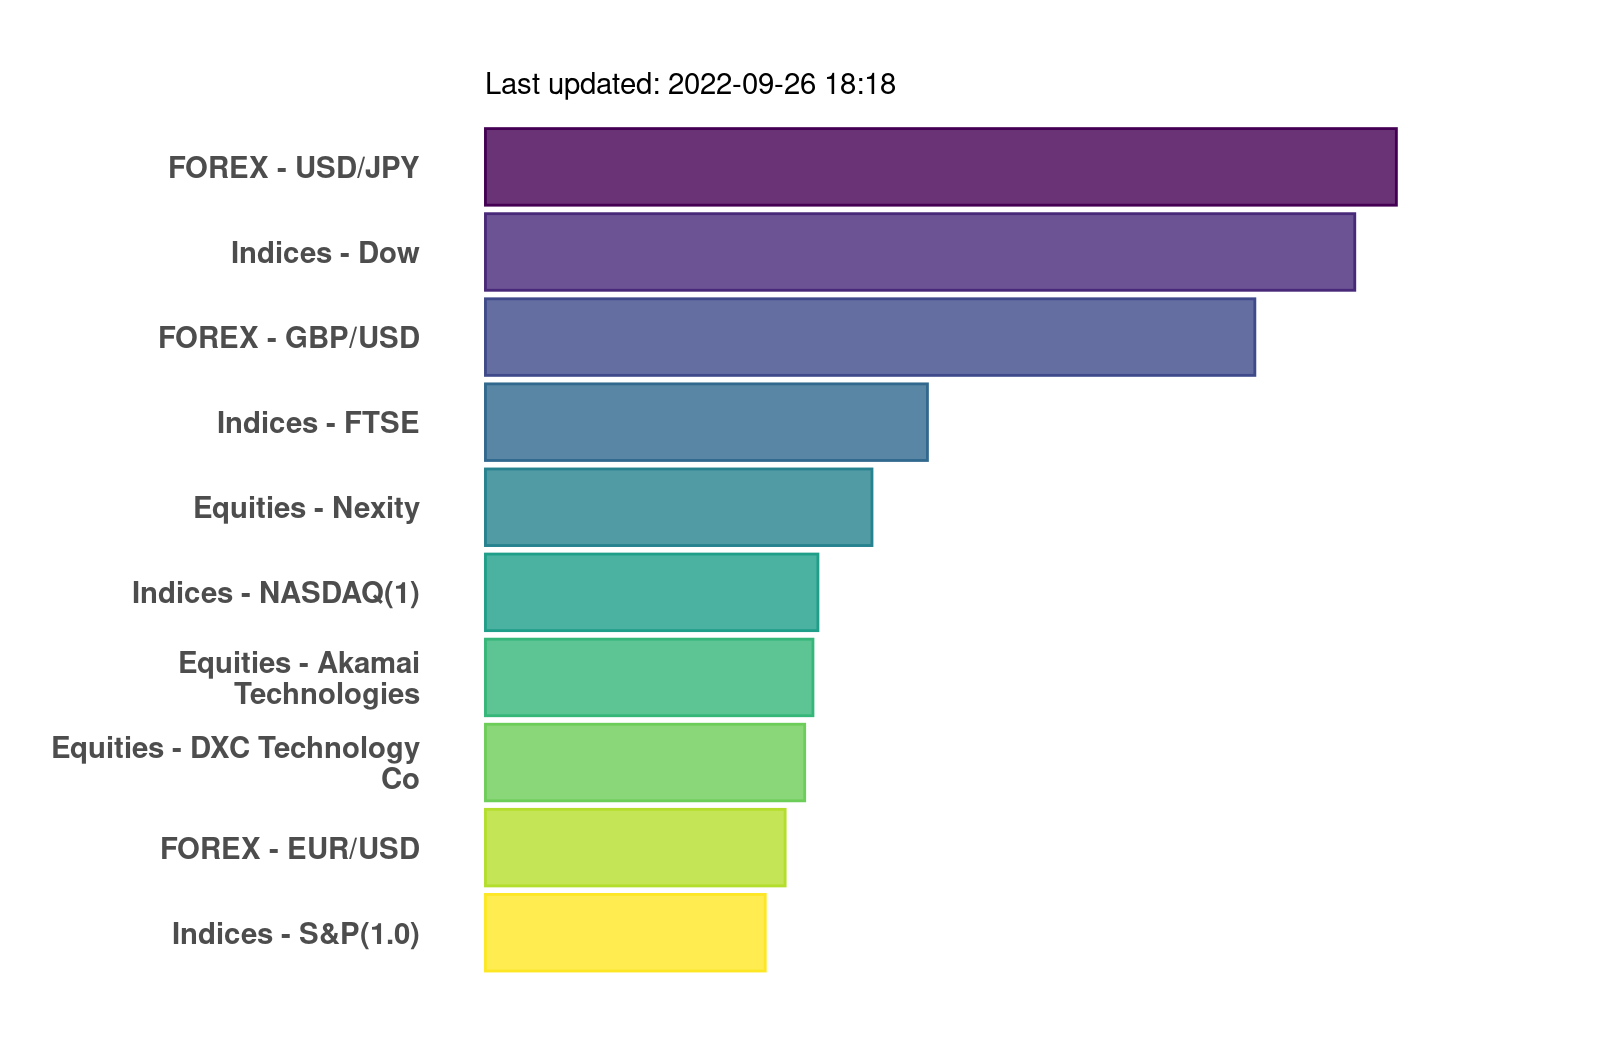 Last updated: 2022-09-26 18:18
FOREX - USD/JPY
Indices - Dow
FOREX - GBP/USD
Indices - FTSE
Equities - Nexity
Indices - NASDAQ(1)
Equities - Akamai
Technologies
Equities - DXC Technology
Co
FOREX - EUR/USD
Indices - S&P(1.0)